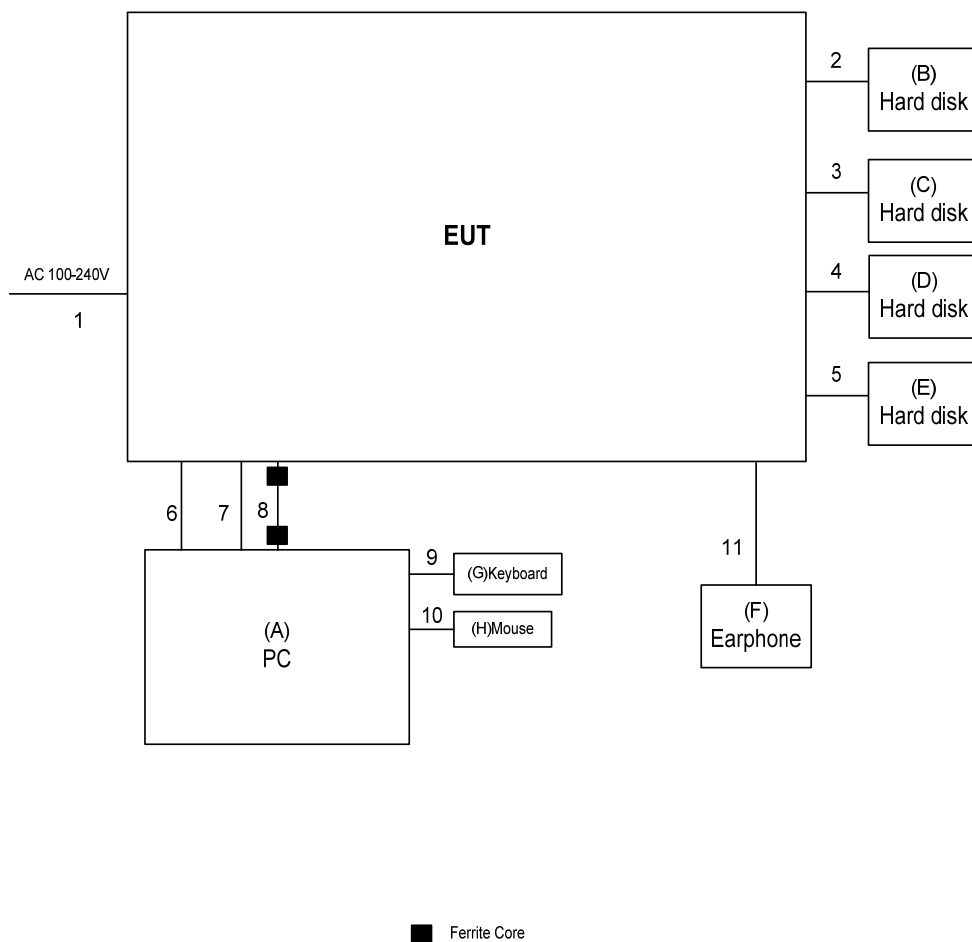 2
(B)
Hard disk
3
(C)
Hard disk
EUT
AC 100-240V
1
4
(D)
Hard disk
5
(E)
Hard disk
6
7
8
9
(G)Keyboard
10
(H)Mouse
(A)
PC
11
(F)
Earphone
Ferrite Core